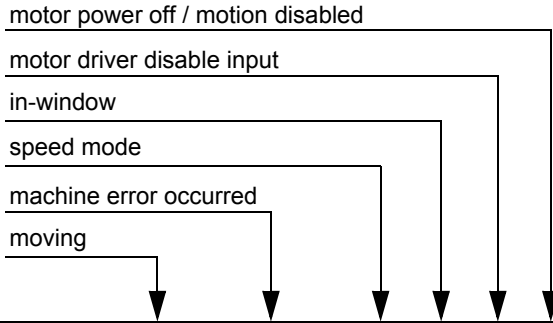 motor power off / motion disabled
motor driver disable input
in-window
speed mode
machine error occurred
moving